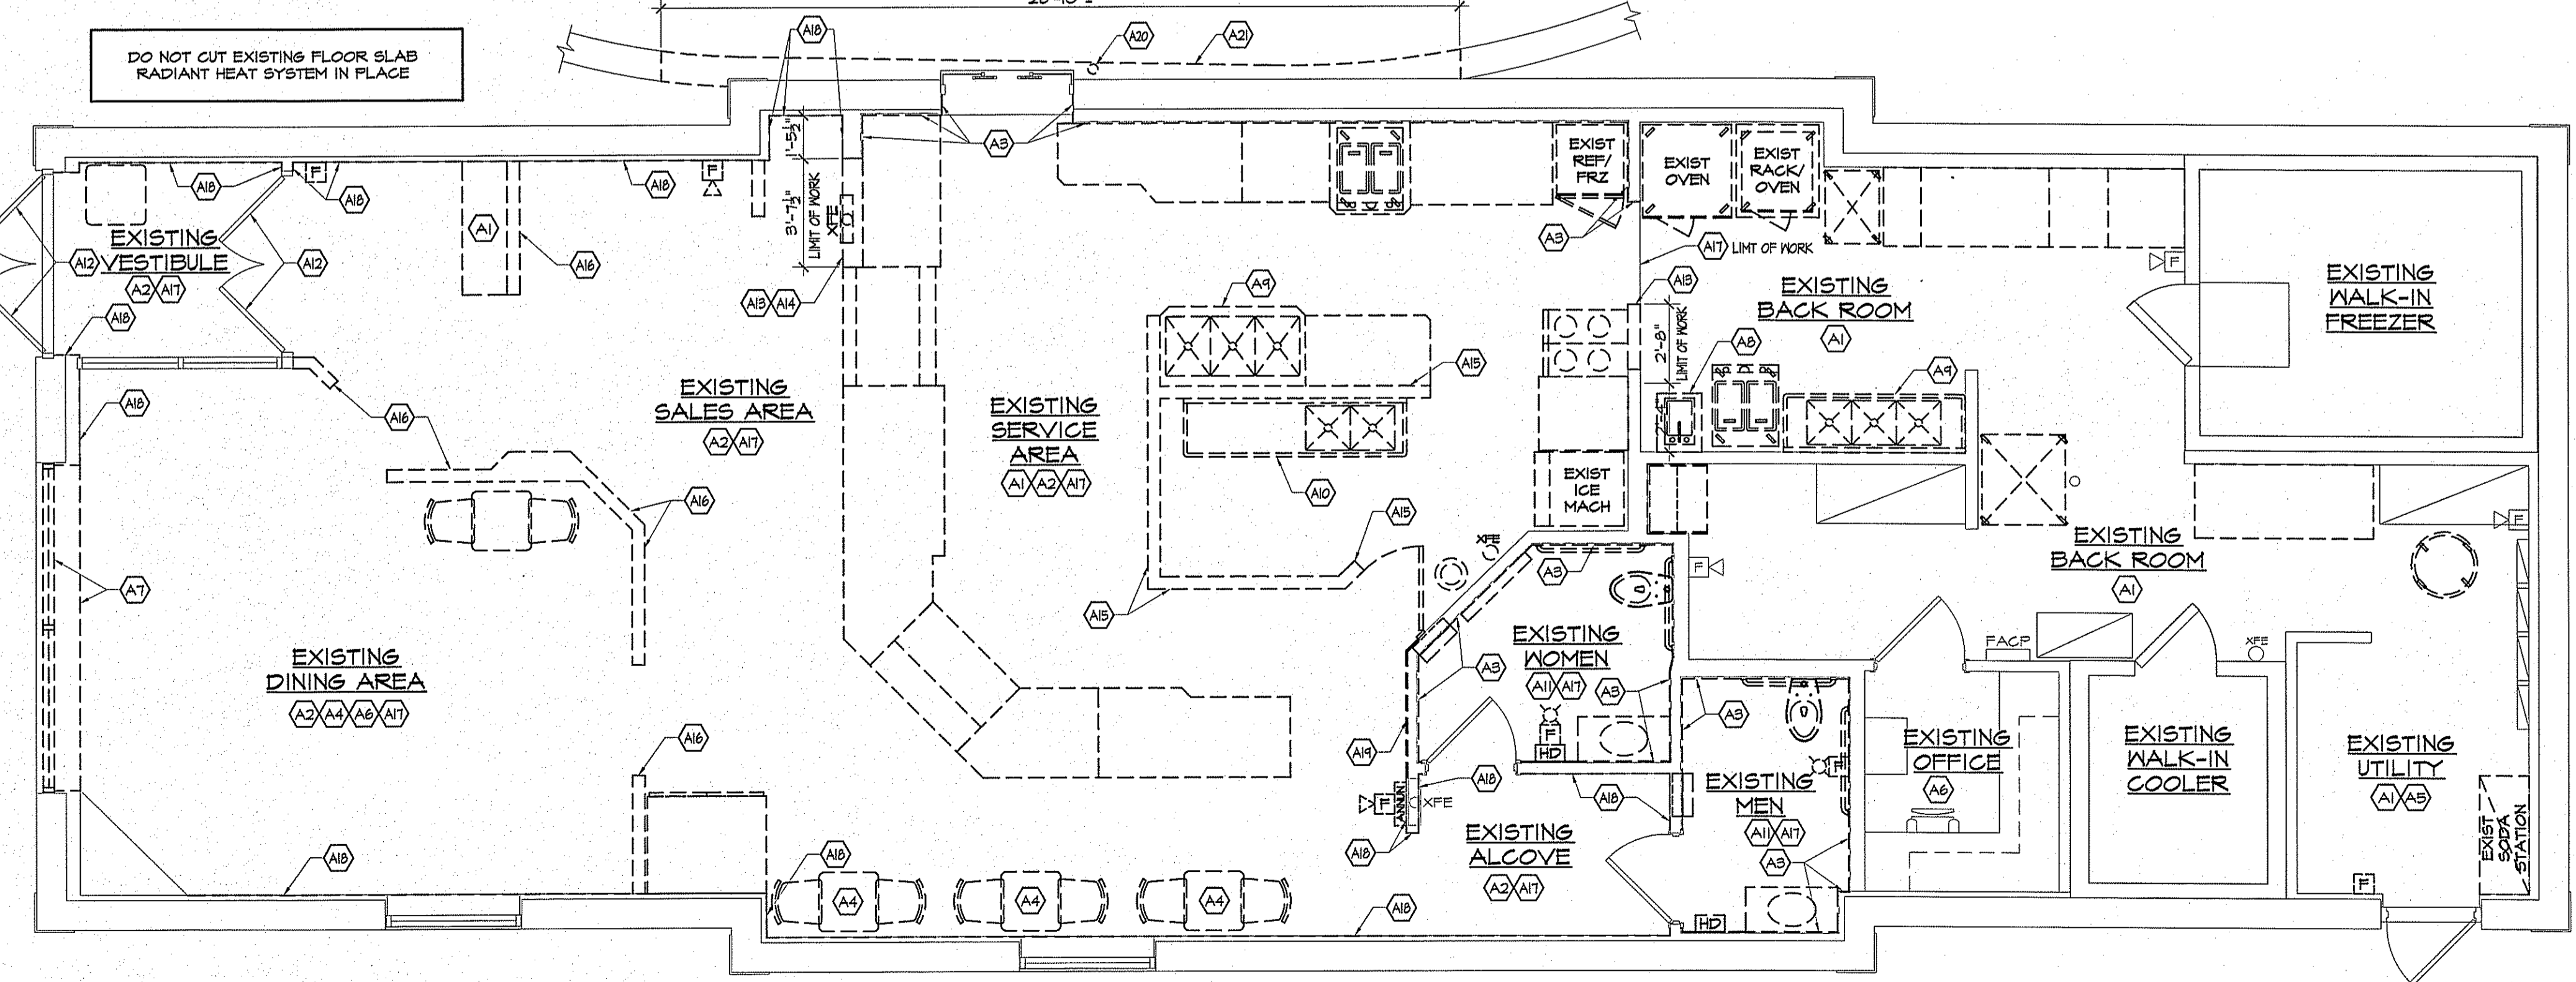 DO NOT CUT EXISTING FLOOR SLAB
RADIANT HEAT SYSTEM IN PLACE
A18
A20
A21
A3
1'-5½"
3'-7½"
LIMIT OF WORK
XFE
A18
F
A18
A1
A16
A18
F
A12
EXISTING
VESTIBULE
A2 A17
A12
A18
A13 A14
EXIST
REF/
FRZ
EXIST
OVEN
EXIST
RACK/
OVEN
A3
A17
LIMT OF WORK
A13
2'-8"
LIMIT OF WORK
A8
EXISTING
BACK ROOM
A1
A9
F
EXISTING
WALK-IN
FREEZER
A9
A15
A10
A15
A15
EXISTING
SALES AREA
A2 A17
EXISTING
SERVICE
AREA
A1 A2 A17
EXIST
ICE
MACH
A18
A16
A16
A7
EXISTING
DINING AREA
A2 A4 A6 A17
A16
A18
XFE
A3
F
EXISTING
WOMEN
A11 A17
A3
A3
F
HD
A19
A18
F
ANNUN
XFE
A18
A18
A3
EXISTING
MEN
A11 A17
A3
F
HD
EXISTING
ALCOVE
A2 A17
A18
A18
A4
A4
A4
EXISTING
BACK ROOM
A1
F
FACP
XFE
EXISTING
OFFICE
A6
EXISTING
WALK-IN
COOLER
EXISTING
UTILITY
A1 A5
EXIST
SODA
STATION
F